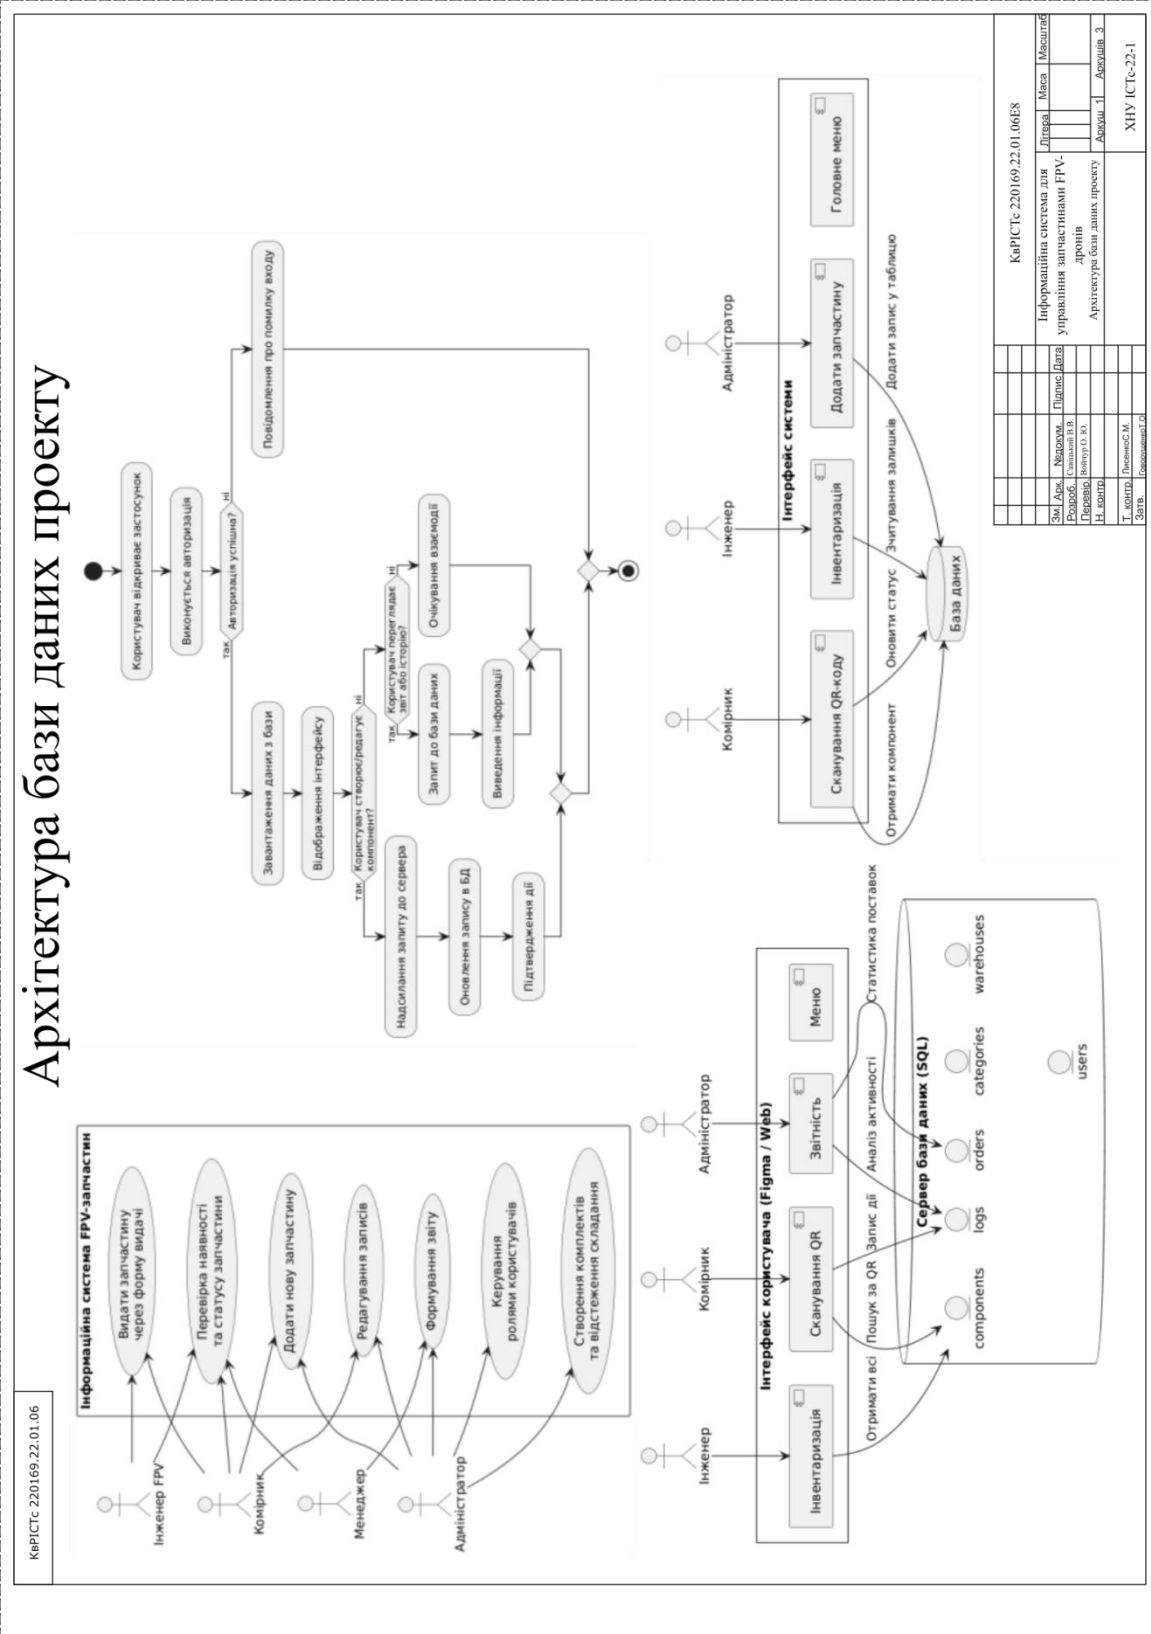 КвРІСТс 220169.22.01.06
Архітектура бази даних проекту
Інформаційна система FPV-запчастин
Інженер FPV
Комірник
Менеджер
Адміністратор
Видати запчастину
через форму видачі
Перевірка наявності
та статусу запчастини
Додати нову запчастину
Редагування записів
Формування звіту
Керування
ролями користувачів
Створення комплектів
та відстеження складання
Користувач відкриває застосунок
Виконується авторизація
так
Авторизація успішна?
ні
Завантаження даних з бази
Повідомлення про помилку входу
Відображення інтерфейсу
так
Користувач створює/редагує
компонент?
ні
Надсилання запиту до сервера
Оновлення запису в БД
Підтвердження дії
так
Користувач переглядає
звіт або історію?
ні
Запит до бази даних
Виведення інформації
Очікування взаємодії
Інженер
Комірник
Адміністратор
Інтерфейс користувача (Figma / Web)
Інвентаризація
Сканування QR
Звітність
Меню
Отримати всі
Пошук за QR
Запис дії
Аналіз активності
Статистика поставок
Сервер бази даних (SQL)
components
logs
orders
categories
warehouses
users
Комірник
Інженер
Адміністратор
Інтерфейс системи
Сканування QR-коду
Інвентаризація
Додати запчастину
Головне меню
Отримати компонент
Оновити статус
Зчитування залишків
Додати запис у таблицю
База даних
КвРІСТс 220169.22.01.06Е8
Зм.
Арк.
№докум.
Підпис
Дата
Розроб.
Савіцький В.В.
Перевір.
Войчур О. Ю.
Н. контр.
Т. контр.
ЛисенкоС.М.
Затв.
Інформаційна система для
управління запчастинами FPV-
дронів
Архітектура бази даних проекту
Літера
Маса
Масштаб
Аркуш 1
Аркушів 3
ХНУ ІСТс-22-1